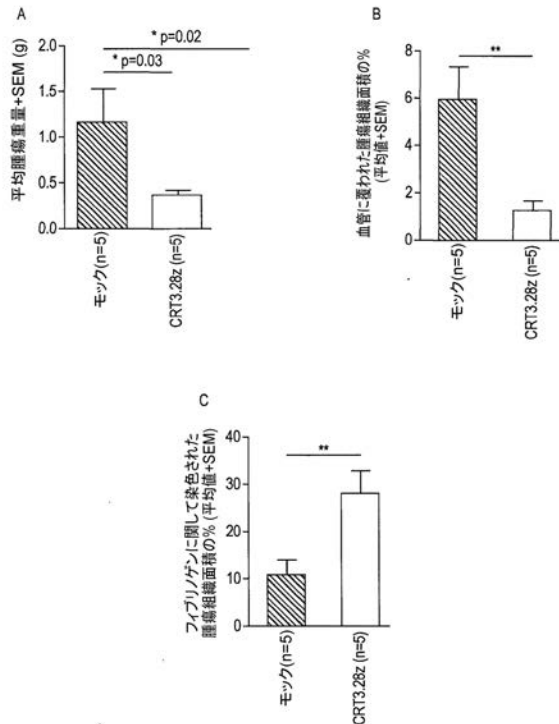 A
* p=0.02
* p=0.03
平均腫瘍重量+SEM (g)
2.0
1.5
1.0
0.5
0.0
モック(n=5)
CRT3.28z (n=5)
B
**
血管に覆われた腫瘍組織面積の%
(平均値+SEM)
8
6
4
2
0
モック(n=5)
CRT3.28z (n=5)
C
**
フィブリノゲンに関して染色された
腫瘍組織面積の% (平均値+SEM)
40
30
20
10
0
モック(n=5)
CRT3.28z (n=5)